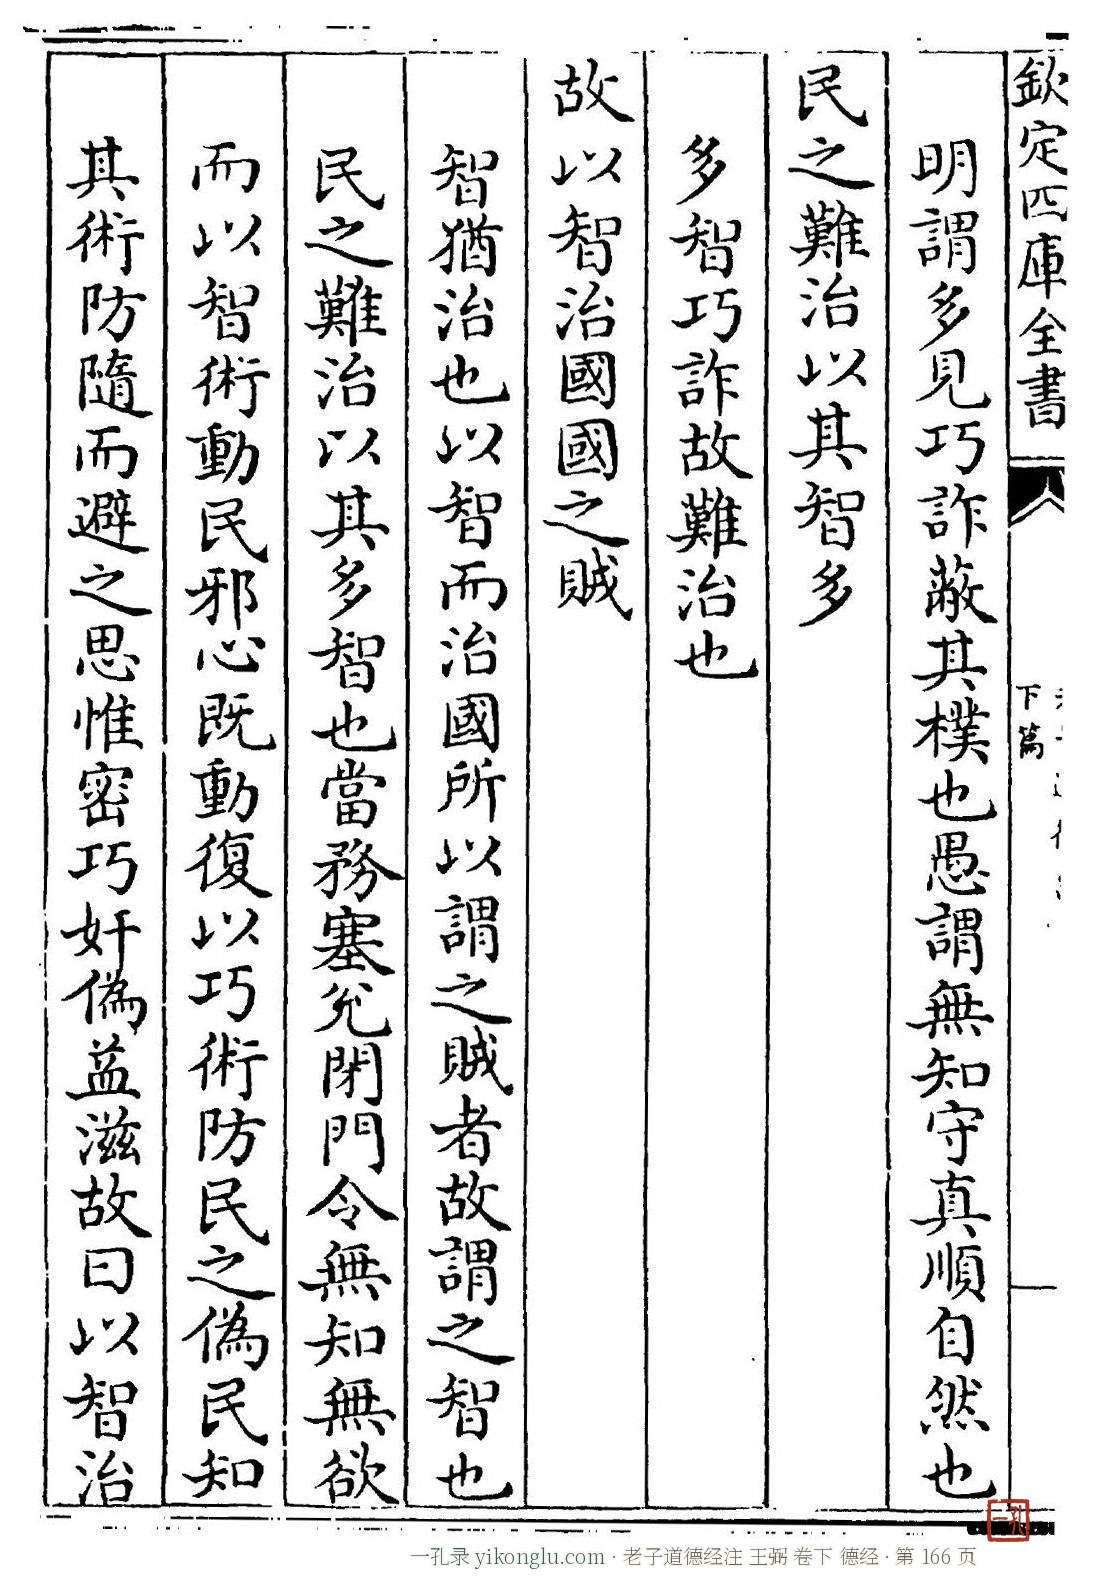 欽定四庫全書
下篇
明謂多見巧詐蔽其樸也愚謂無知守真順自然也
民之難治以其智多
多智巧詐故難治也
故以智治國國之賊
智猶治也以智而治國所以謂之賊者故謂之智也
民之難治以其多智也當務塞兊閉門令無知無欲
而以智術動民邪心既動復以巧術防民之偽民知
其術防隨而避之思惟密巧奸偽益滋故曰以智治
一孔
一孔录 yikonglu.com · 老子道德经注 王弼 卷下 德经 · 第 166 页